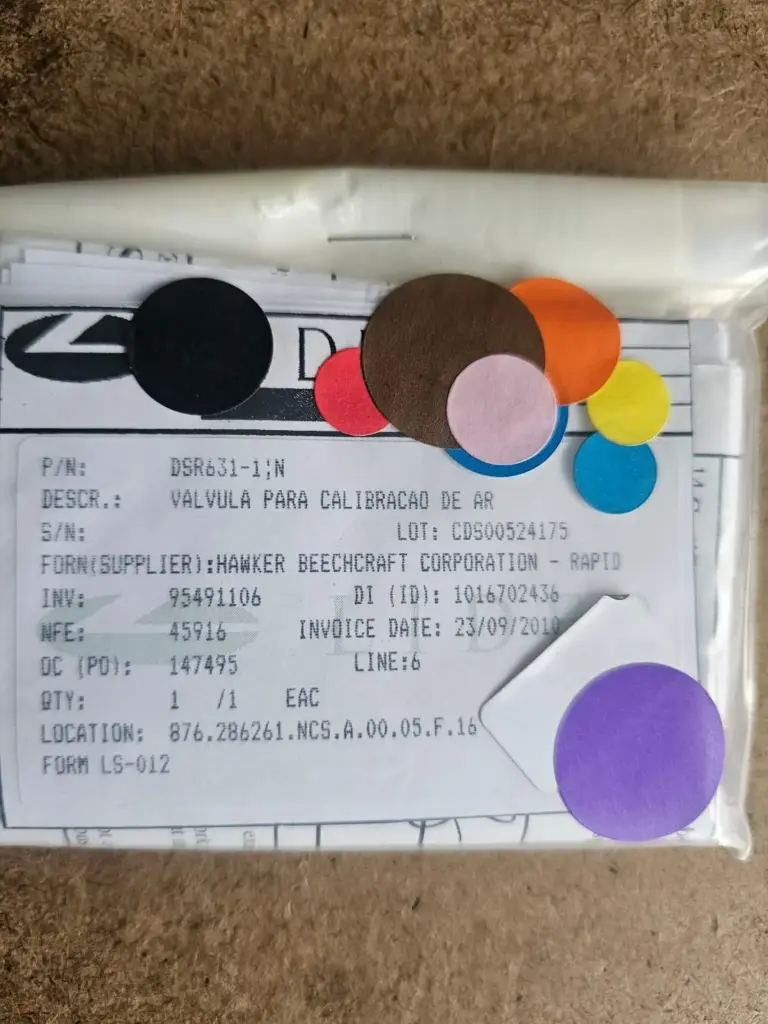 D
P/N: DSR631-1;N
DESCR.: VALVULA PARA CALIBRACAO DE AR
S/N: LOT: CDS00524175
FORN(SUPPLIER):HAWKER BEECHCRAFT CORPORATION - RAPID
INV: 95491106 DI (ID): 1016702436
NFE: 45916 INVOICE DATE: 23/09/2010
OC (PO): 147495 LINE:6
QTY: 1 /1 EAC
LOCATION: 876.286261.NCS.A.00.05.F.16
FORM LS-012